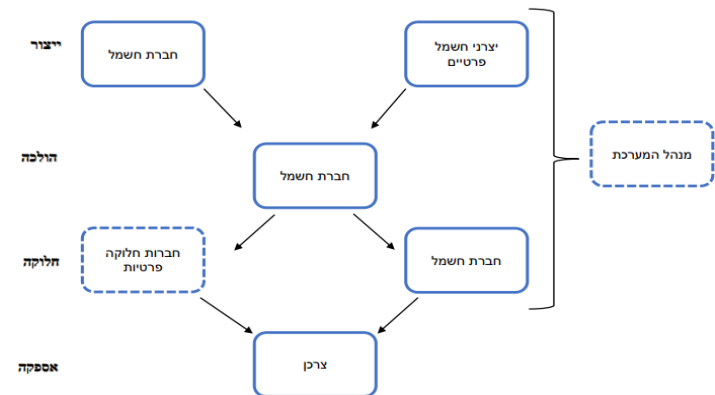 ייצור
חברת חשמל
יצרני חשמל
פרטיים
מנהל המערכת
הולכה
חברת חשמל
חלוקה
חברות חלוקה
פרטיות
חברת חשמל
אספקה
צרכן